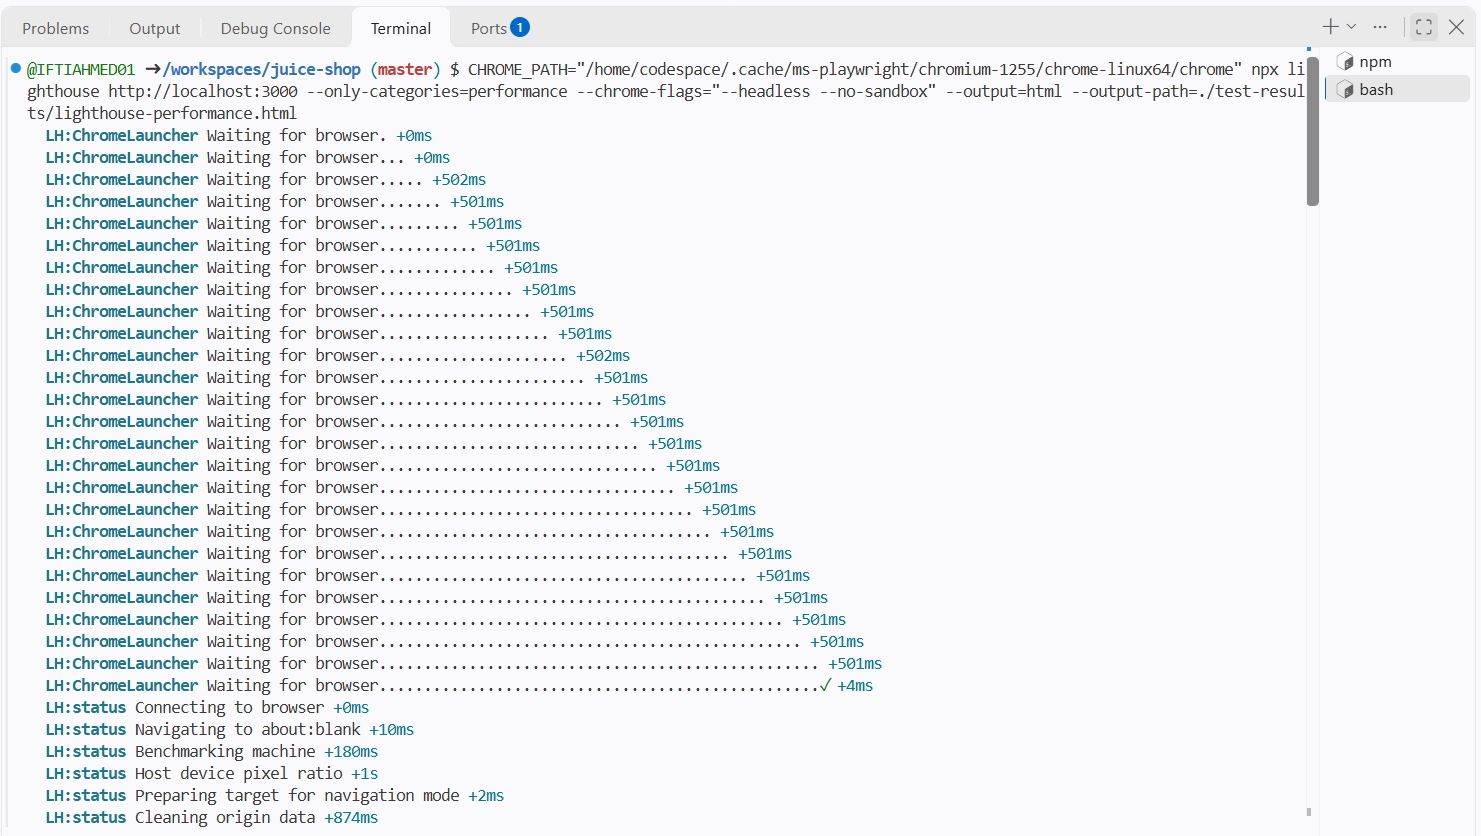 Problems Output Debug Console Terminal Ports 1
@IFTIAHMED01 ➜/workspaces/juice-shop (master) $ CHROME_PATH="/home/codespace/.cache/ms-playwright/chromium-1255/chrome-linux64/chrome" npx li
ghthouse http://localhost:3000 --only-categories=performance --chrome-flags="--headless --no-sandbox" --output=html --output-path=./test-resul
ts/lighthouse-performance.html
LH:ChromeLauncher Waiting for browser. +0ms
LH:ChromeLauncher Waiting for browser... +0ms
LH:ChromeLauncher Waiting for browser..... +502ms
LH:ChromeLauncher Waiting for browser....... +501ms
LH:ChromeLauncher Waiting for browser......... +501ms
LH:ChromeLauncher Waiting for browser........... +501ms
LH:ChromeLauncher Waiting for browser............. +501ms
LH:ChromeLauncher Waiting for browser............... +501ms
LH:ChromeLauncher Waiting for browser................. +501ms
LH:ChromeLauncher Waiting for browser................... +501ms
LH:ChromeLauncher Waiting for browser..................... +502ms
LH:ChromeLauncher Waiting for browser....................... +501ms
LH:ChromeLauncher Waiting for browser......................... +501ms
LH:ChromeLauncher Waiting for browser........................... +501ms
LH:ChromeLauncher Waiting for browser............................. +501ms
LH:ChromeLauncher Waiting for browser............................... +501ms
LH:ChromeLauncher Waiting for browser................................. +501ms
LH:ChromeLauncher Waiting for browser................................... +501ms
LH:ChromeLauncher Waiting for browser..................................... +501ms
LH:ChromeLauncher Waiting for browser....................................... +501ms
LH:ChromeLauncher Waiting for browser......................................... +501ms
LH:ChromeLauncher Waiting for browser........................................... +501ms
LH:ChromeLauncher Waiting for browser............................................. +501ms
LH:ChromeLauncher Waiting for browser............................................... +501ms
LH:ChromeLauncher Waiting for browser................................................. +501ms
LH:ChromeLauncher Waiting for browser.................................................✓ +4ms
LH:status Connecting to browser +0ms
LH:status Navigating to about:blank +10ms
LH:status Benchmarking machine +180ms
LH:status Host device pixel ratio +1s
LH:status Preparing target for navigation mode +2ms
LH:status Cleaning origin data +874ms
npm
bash